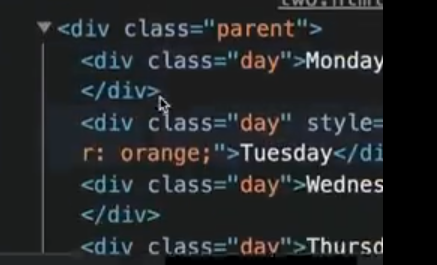 <div class="parent">
<div class="day">Monday
</div>
<div class="day" style=
r: orange;">Tuesday</di
<div class="day">Wednes
</div>
<div class="day">Thursd